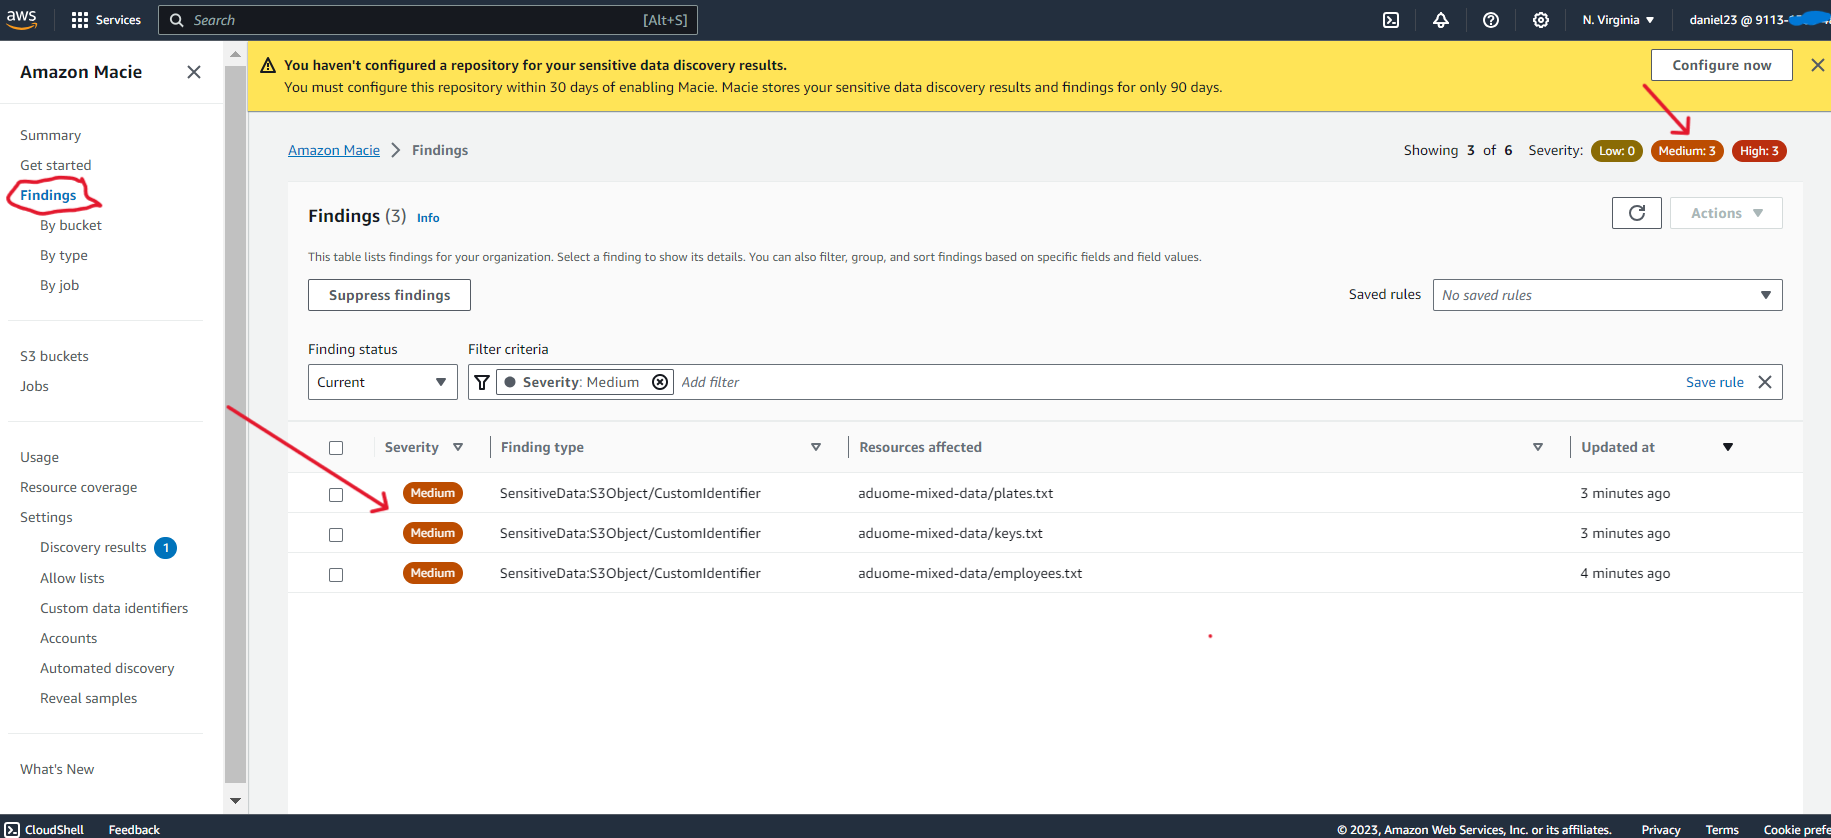 aws
Services
Search [Alt+S]
N. Virginia
daniel23 @ 9113-
Amazon Macie
Summary
Get started
Findings
By bucket
By type
By job
S3 buckets
Jobs
Usage
Resource coverage
Settings
Discovery results 1
Allow lists
Custom data identifiers
Accounts
Automated discovery
Reveal samples
What's New
You haven't configured a repository for your sensitive data discovery results.
You must configure this repository within 30 days of enabling Macie. Macie stores your sensitive data discovery results and findings for only 90 days.
Configure now
Amazon Macie > Findings
Showing 3 of 6 Severity: Low: 0 Medium: 3 High: 3
Findings (3) Info
Actions
This table lists findings for your organization. Select a finding to show its details. You can also filter, group, and sort findings based on specific fields and field values.
Suppress findings
Saved rules No saved rules
Finding status Filter criteria
Current Severity: Medium Add filter Save rule
Severity Finding type Resources affected Updated at
Medium SensitiveData:S3Object/CustomIdentifier aduome-mixed-data/plates.txt 3 minutes ago
Medium SensitiveData:S3Object/CustomIdentifier aduome-mixed-data/keys.txt 3 minutes ago
Medium SensitiveData:S3Object/CustomIdentifier aduome-mixed-data/employees.txt 4 minutes ago
CloudShell Feedback © 2023, Amazon Web Services, Inc. or its affiliates. Privacy Terms Cookie prefe